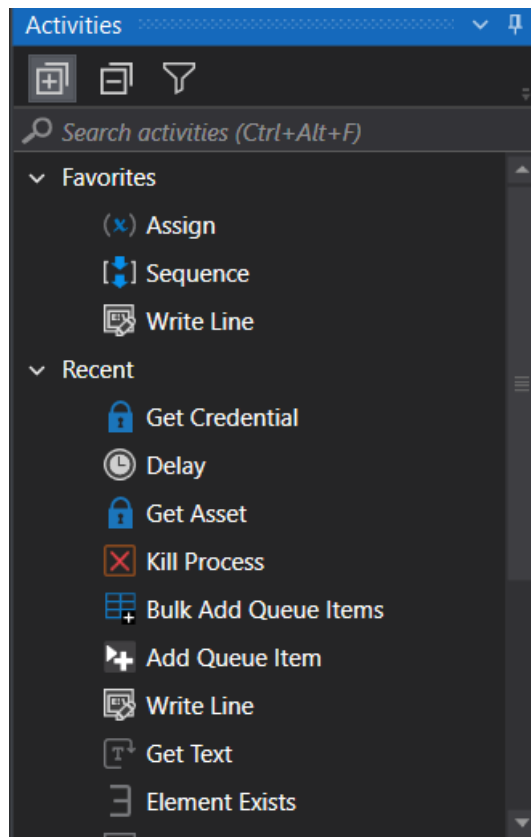 Activities
Search activities (Ctrl+Alt+F)
Favorites
Assign
Sequence
Write Line
Recent
Get Credential
Delay
Get Asset
Kill Process
Bulk Add Queue Items
Add Queue Item
Write Line
Get Text
Element Exists